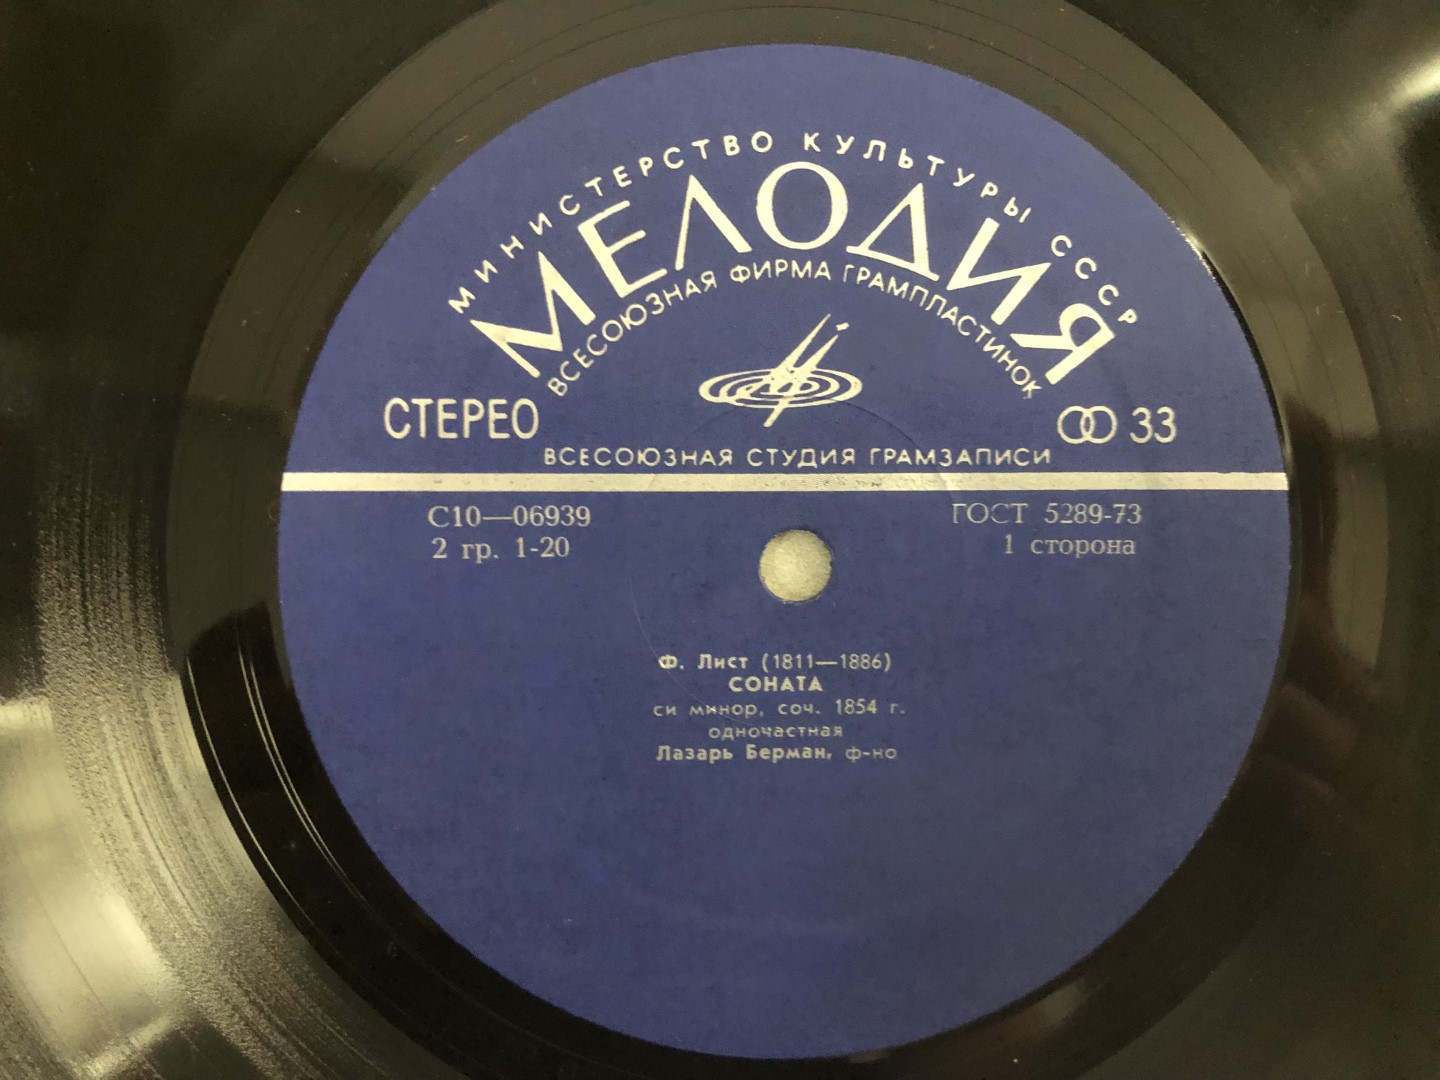 МИНИСТЕРСТВО КУЛЬТУРЫ СССР
МЕЛОДИЯ
ВСЕСОЮЗНАЯ ФИРМА ГРАМПЛАСТИНОК
СТЕРЕО
33
ВСЕСОЮЗНАЯ СТУДИЯ ГРАМЗАПИСИ
С10—06939
ГОСТ 5289-73
2 гр. 1-20
1 сторона
Ф. Лист (1811—1886)
СОНАТА
си минор, соч. 1854 г.
одночастная
Лазарь Берман, ф-но